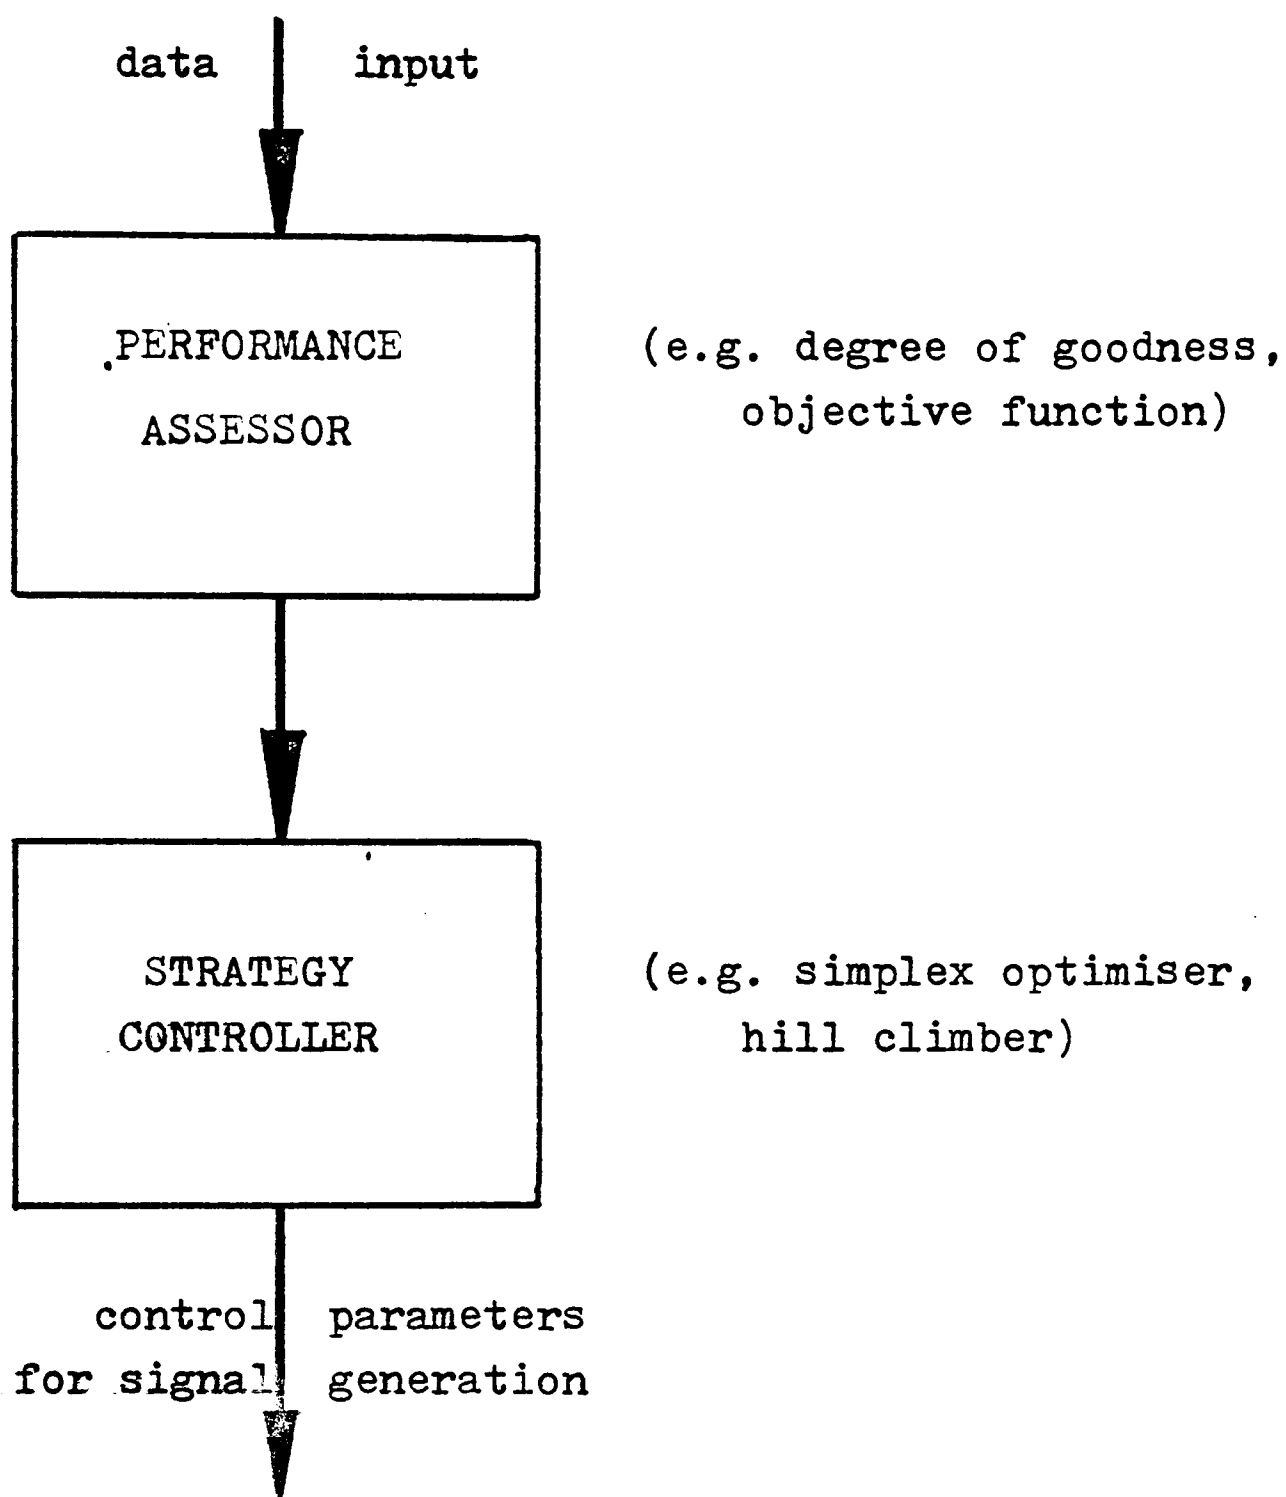 data input
PERFORMANCE
ASSESSOR
(e.g. degree of goodness,
objective function)
STRATEGY
CONTROLLER
(e.g. simplex optimiser,
hill climber)
control parameters
for signal generation